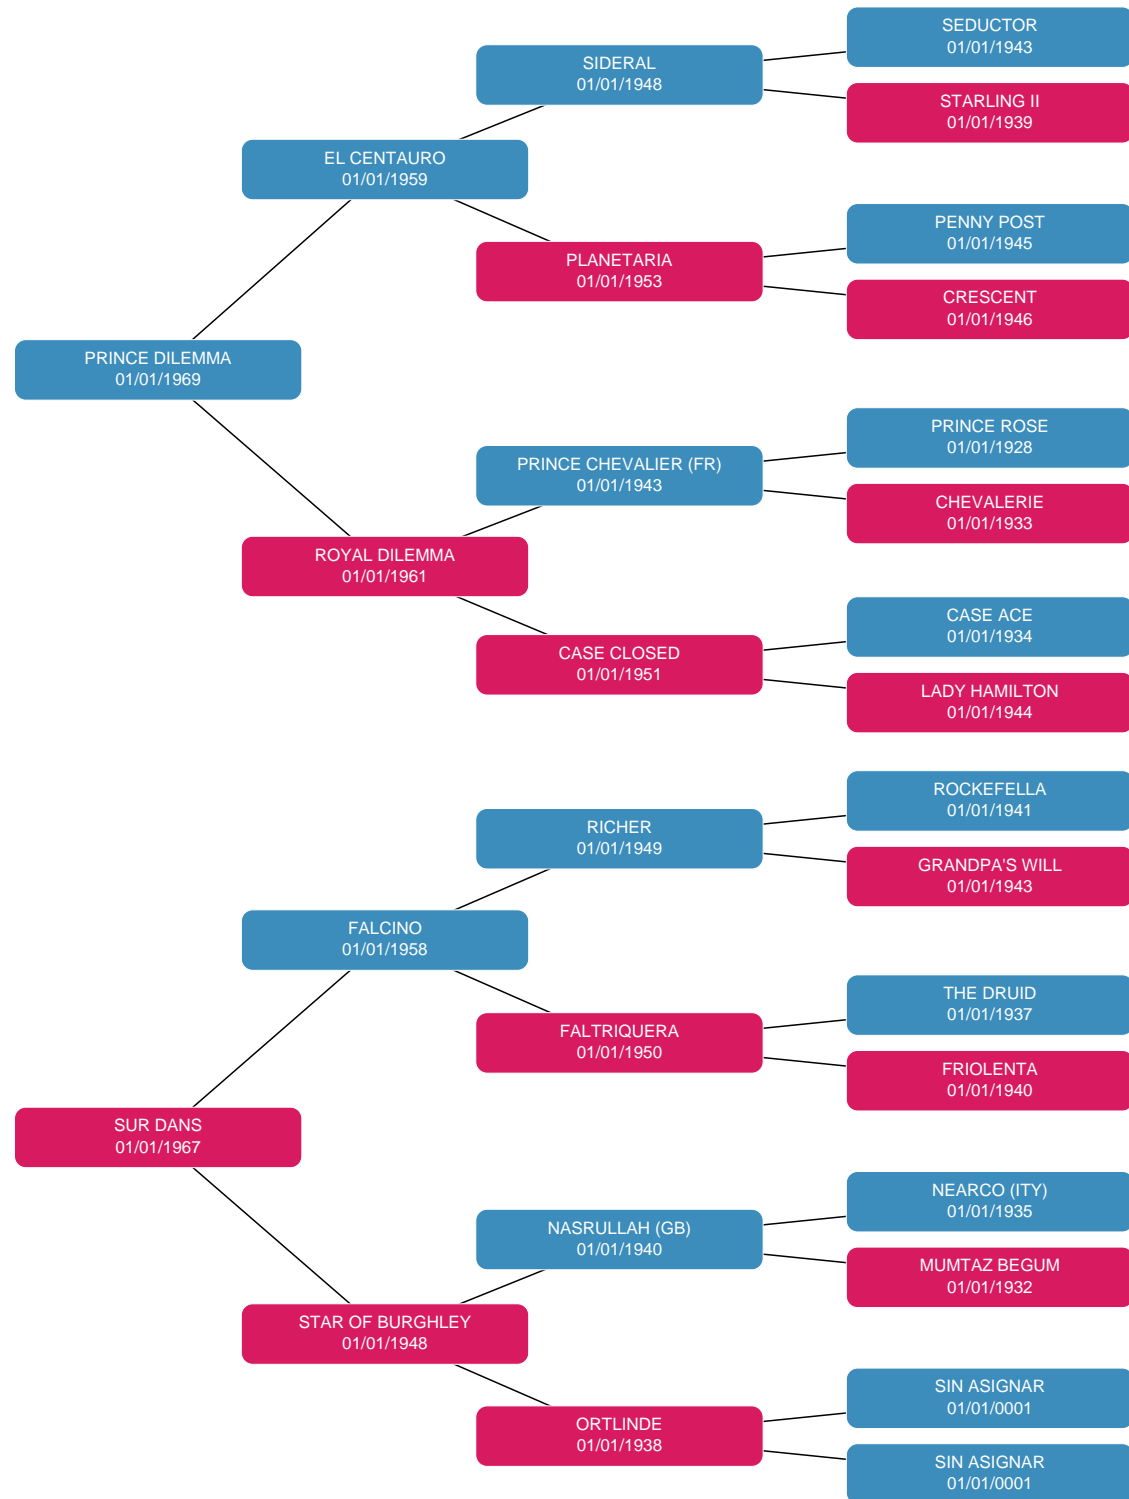 SEDUCTOR
01/01/1943
SIDERAL
01/01/1948
STARLING II
01/01/1939
EL CENTAURO
01/01/1959
PENNY POST
01/01/1945
PLANETARIA
01/01/1953
CRESCENT
01/01/1946
PRINCE DILEMMA
01/01/1969
PRINCE ROSE
01/01/1928
PRINCE CHEVALIER (FR)
01/01/1943
CHEVALERIE
01/01/1933
ROYAL DILEMMA
01/01/1961
CASE ACE
01/01/1934
CASE CLOSED
01/01/1951
LADY HAMILTON
01/01/1944
ROCKEFELLA
01/01/1941
RICHER
01/01/1949
GRANDPA'S WILL
01/01/1943
FALCINO
01/01/1958
THE DRUID
01/01/1937
FALTRIQUERA
01/01/1950
FRIOLENTA
01/01/1940
SUR DANS
01/01/1967
NEARCO (ITY)
01/01/1935
NASRULLAH (GB)
01/01/1940
MUMTAZ BEGUM
01/01/1932
STAR OF BURGHLEY
01/01/1948
SIN ASIGNAR
01/01/0001
ORTLINDE
01/01/1938
SIN ASIGNAR
01/01/0001